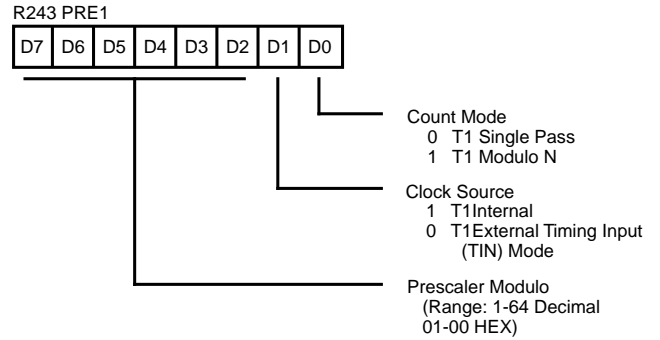 R243 PRE1
D7 D6 D5 D4 D3 D2 D1 D0
Count Mode
0 T1 Single Pass
1 T1 Modulo N
Clock Source
1 T1Internal
0 T1External Timing Input
(TIN) Mode
Prescaler Modulo
(Range: 1-64 Decimal
01-00 HEX)